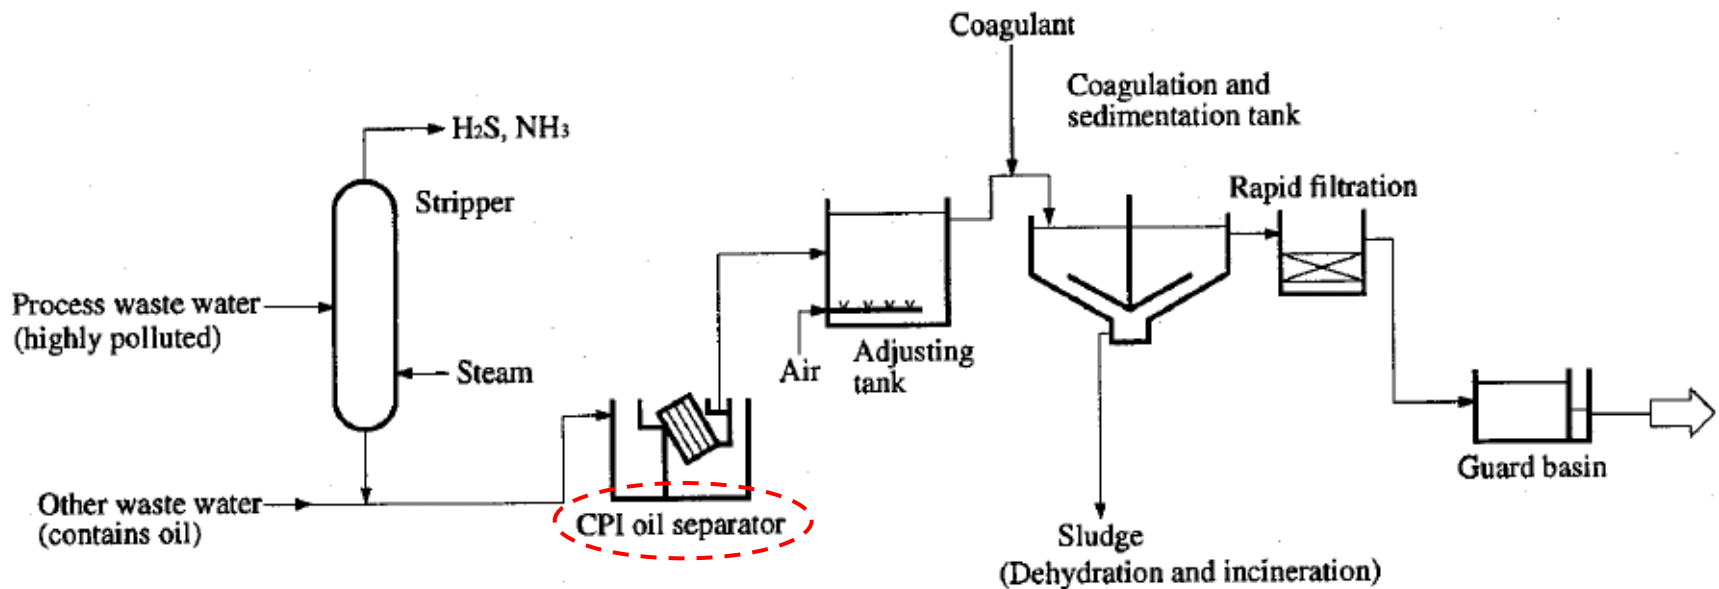 Coagulant
Coagulation and
sedimentation tank
H₂S, NH₃
Stripper
Rapid filtration
Process waste water
(highly polluted)
Steam
Air
Adjusting
tank
Guard basin
Other waste water
(contains oil)
CPI oil separator
Sludge
(Dehydration and incineration)